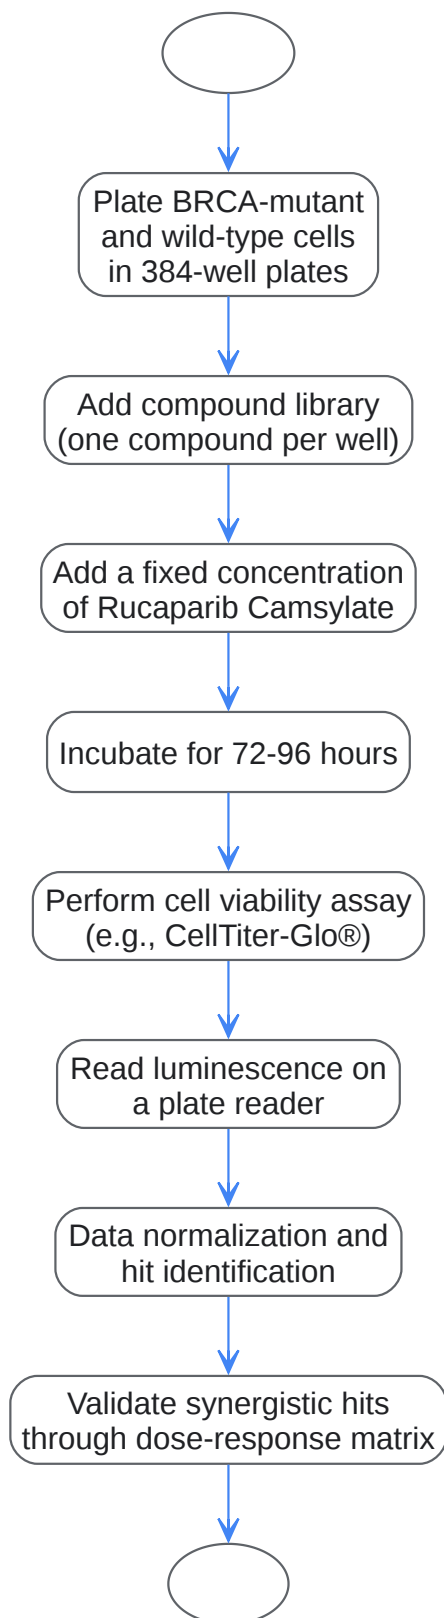 Plate BRCA-mutant
and wild-type cells
in 384-well plates
Add compound library
(one compound per well)
Add a fixed concentration
of Rucaparib Camsylate
Incubate for 72-96 hours
Perform cell viability assay
(e.g., CellTiter-Glo®)
Read luminescence on
a plate reader
Data normalization and
hit identification
Validate synergistic hits
through dose-response matrix